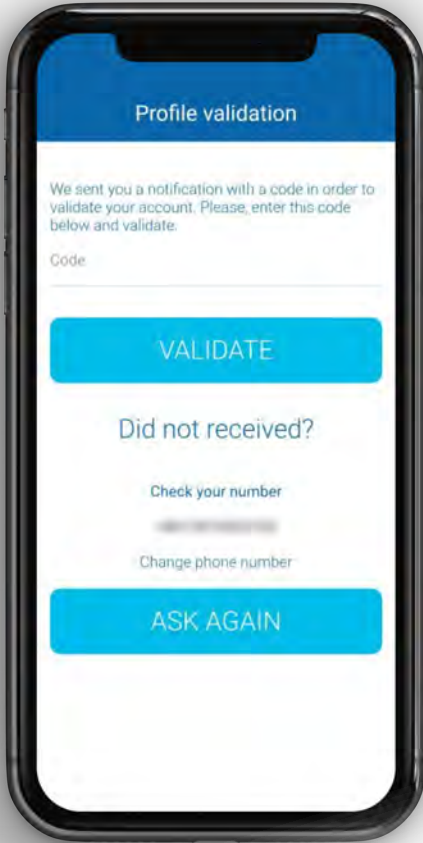 Profile validation
We sent you a notification with a code in order to
validate your account. Please, enter this code
below and validate.
Code
VALIDATE
Did not received?
Check your number
Change phone number
ASK AGAIN